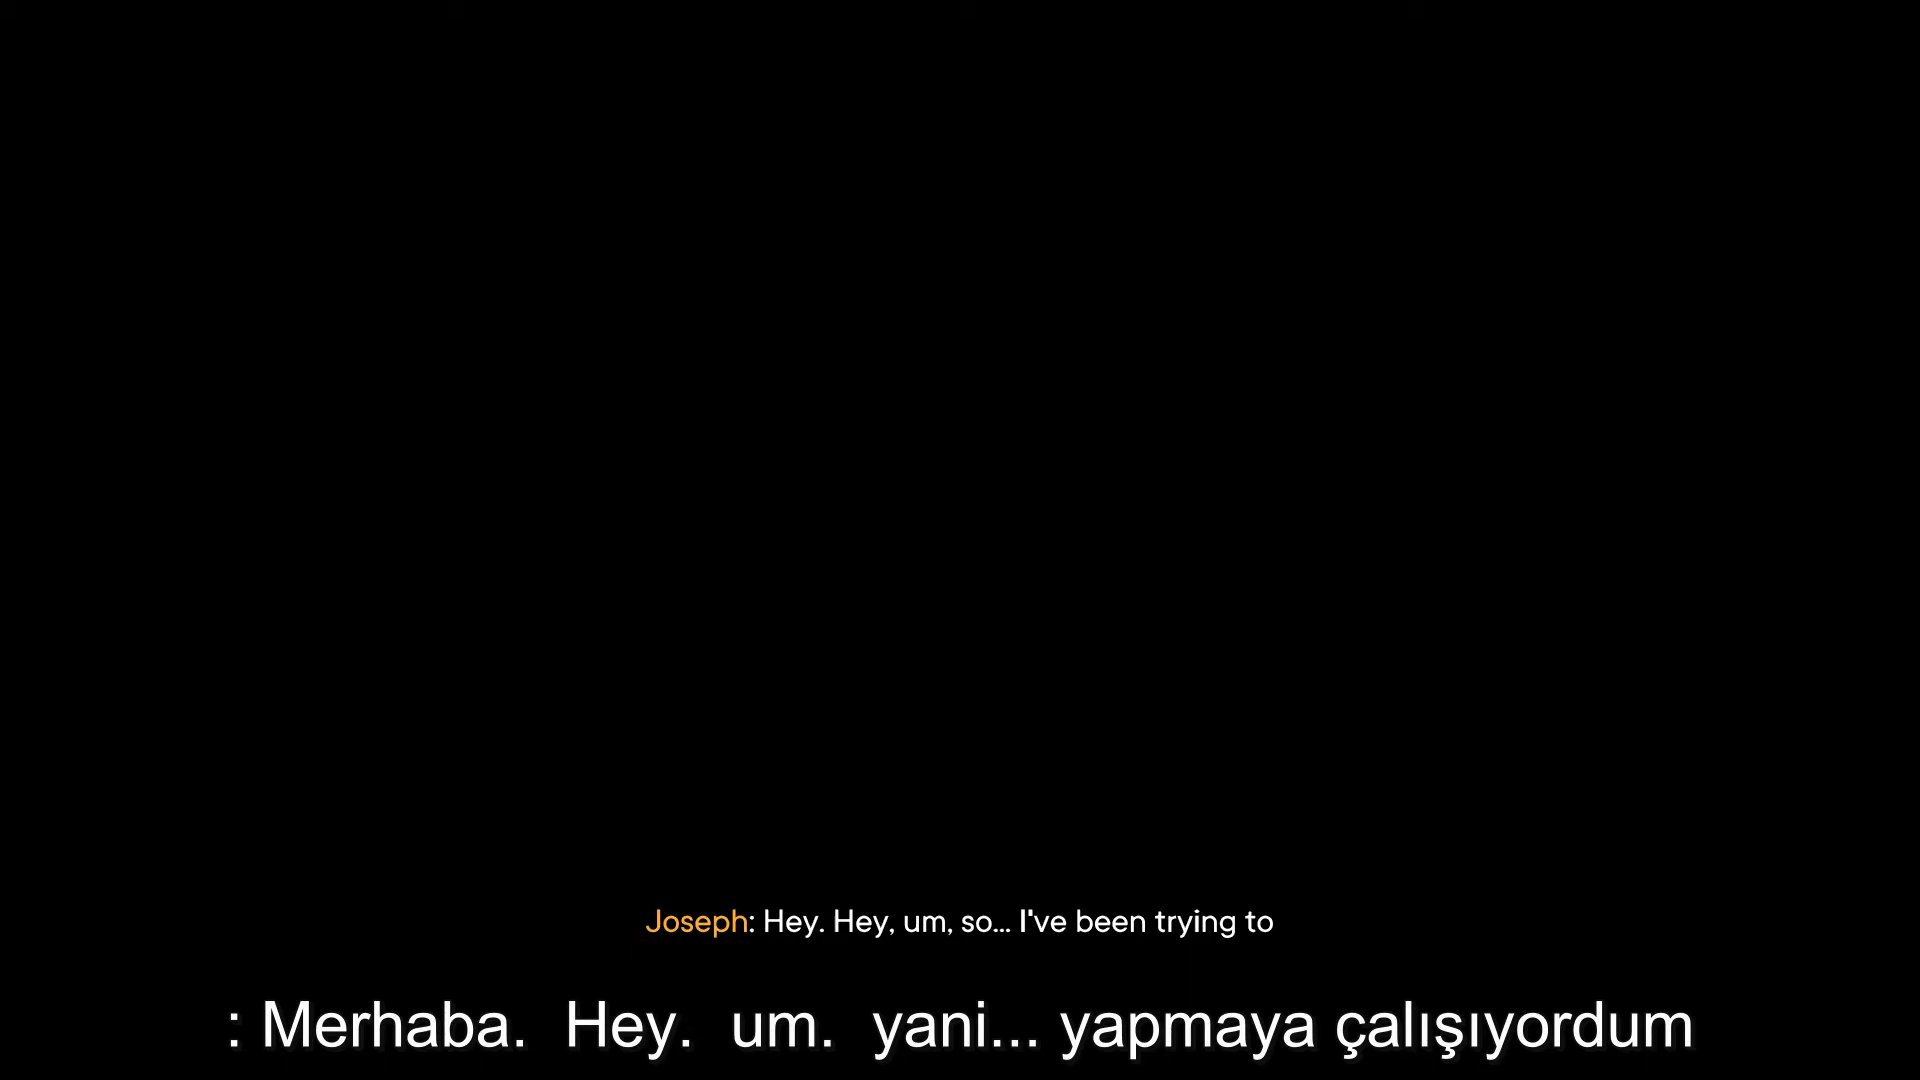 Joseph: Hey. Hey, um, so... I've been trying to
: Merhaba. Hey. um. yani... yapmaya çalışıyordum